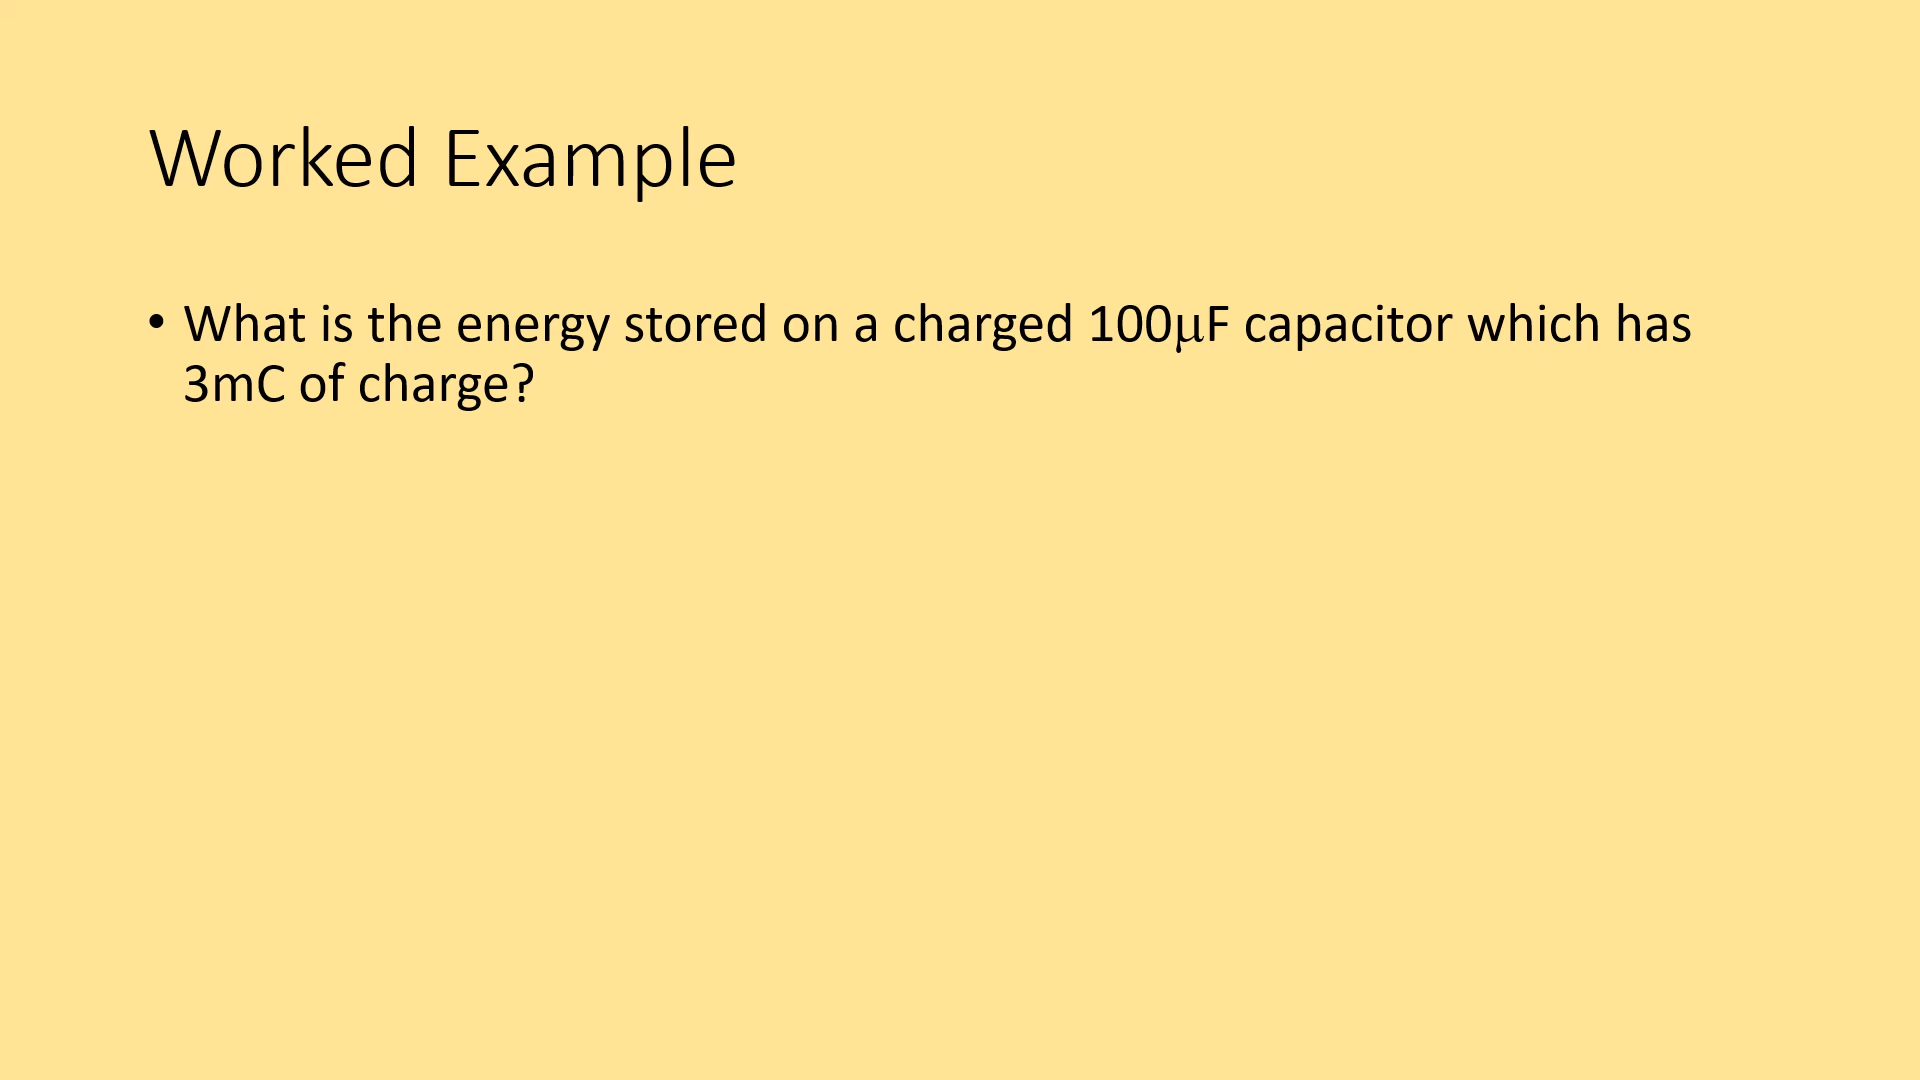 Worked Example
• What is the energy stored on a charged 100μF capacitor which has
3mC of charge?